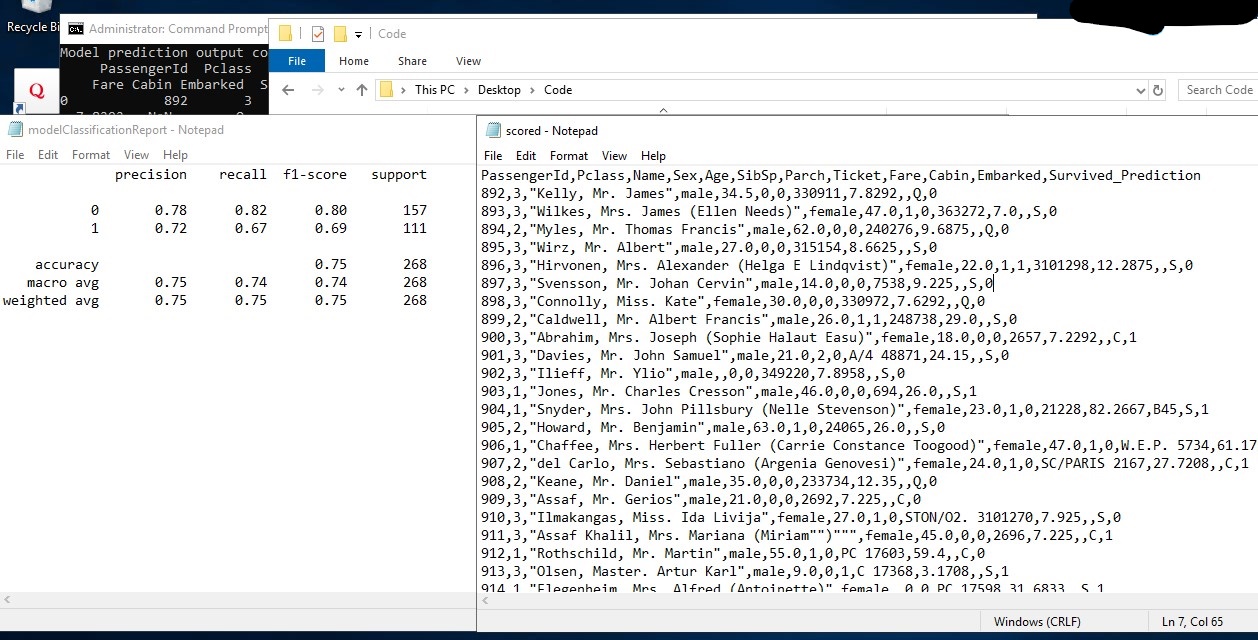 Recycle Bi
Administrator: Command Prompt
Model prediction output co
PassengerId Pclass
Fare Cabin Embarked S
0 892 3
Q
Code
File Home Share View
This PC > Desktop > Code
Search Code
modelClassificationReport - Notepad
File Edit Format View Help
precision recall f1-score support
0 0.78 0.82 0.80 157
1 0.72 0.67 0.69 111
accuracy 0.75 268
macro avg 0.75 0.74 0.74 268
weighted avg 0.75 0.75 0.75 268
scored - Notepad
File Edit Format View Help
PassengerId,Pclass,Name,Sex,Age,SibSp,Parch,Ticket,Fare,Cabin,Embarked,Survived_Prediction
892,3,"Kelly, Mr. James",male,34.5,0,0,330911,7.8292,,Q,0
893,3,"Wilkes, Mrs. James (Ellen Needs)",female,47.0,1,0,363272,7.0,,S,0
894,2,"Myles, Mr. Thomas Francis",male,62.0,0,0,240276,9.6875,,Q,0
895,3,"Wirz, Mr. Albert",male,27.0,0,0,315154,8.6625,,S,0
896,3,"Hirvonen, Mrs. Alexander (Helga E Lindqvist)",female,22.0,1,1,3101298,12.2875,,S,0
897,3,"Svensson, Mr. Johan Cervin",male,14.0,0,0,7538,9.225,,S,0
898,3,"Connolly, Miss. Kate",female,30.0,0,0,330972,7.6292,,Q,0
899,2,"Caldwell, Mr. Albert Francis",male,26.0,1,1,248738,29.0,,S,0
900,3,"Abrahim, Mrs. Joseph (Sophie Halaut Easu)",female,18.0,0,0,2657,7.2292,,C,1
901,3,"Davies, Mr. John Samuel",male,21.0,2,0,A/4 48871,24.15,,S,0
902,3,"Ilieff, Mr. Ylio",male,,0,0,349220,7.8958,,S,0
903,1,"Jones, Mr. Charles Cresson",male,46.0,0,0,694,26.0,,S,1
904,1,"Snyder, Mrs. John Pillsbury (Nelle Stevenson)",female,23.0,1,0,21228,82.2667,B45,S,1
905,2,"Howard, Mr. Benjamin",male,63.0,1,0,24065,26.0,,S,0
906,1,"Chaffee, Mrs. Herbert Fuller (Carrie Constance Toogood)",female,47.0,1,0,W.E.P. 5734,61.17
907,2,"del Carlo, Mrs. Sebastiano (Argenia Genovesi)",female,24.0,1,0,SC/PARIS 2167,27.7208,,C,1
908,2,"Keane, Mr. Daniel",male,35.0,0,0,233734,12.35,,Q,0
909,3,"Assaf, Mr. Gerios",male,21.0,0,0,2692,7.225,,C,0
910,3,"Ilmakangas, Miss. Ida Livija",female,27.0,1,0,STON/O2. 3101270,7.925,,S,0
911,3,"Assaf Khalil, Mrs. Mariana (Miriam"")""",female,45.0,0,0,2696,7.225,,C,1
912,1,"Rothschild, Mr. Martin",male,55.0,1,0,PC 17603,59.4,,C,0
913,3,"Olsen, Master. Artur Karl",male,9.0,0,1,C 17368,3.1708,,S,1
914,1,"Flegenheim, Mrs. Alfred (Antoinette)",female,,0,0,PC 17598,31.6833,,S,1
Windows (CRLF) Ln 7, Col 65